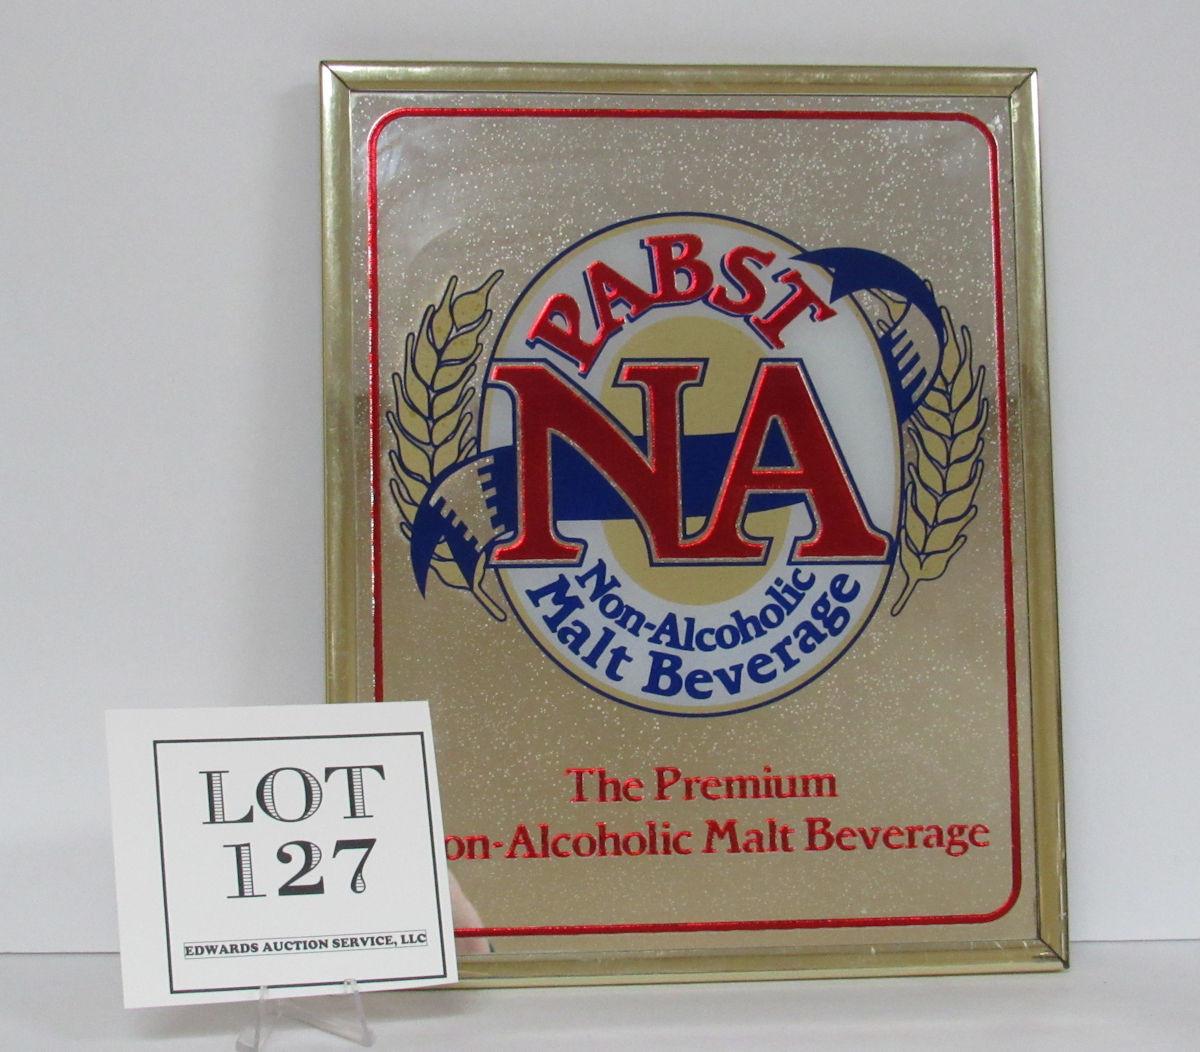 PABST
NA
Non-Alcoholic
Malt Beverage
The Premium
on-Alcoholic Malt Beverage
LOT
127
EDWARDS AUCTION SERVICE, LLC